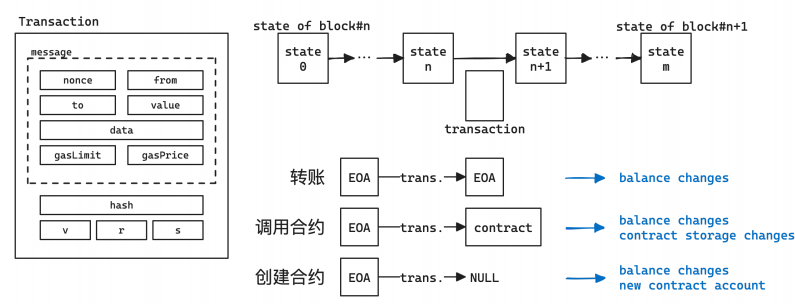 Transaction
message
nonce
from
to
value
data
gasLimit
gasPrice
hash
v
r
s
state of block#n
state of block#n+1
state
0
...
state
n
state
n+1
...
state
m
transaction
转账
EOA
trans.
EOA
balance changes
调用合约
EOA
trans.
contract
balance changes
contract storage changes
创建合约
EOA
trans.
NULL
balance changes
new contract account